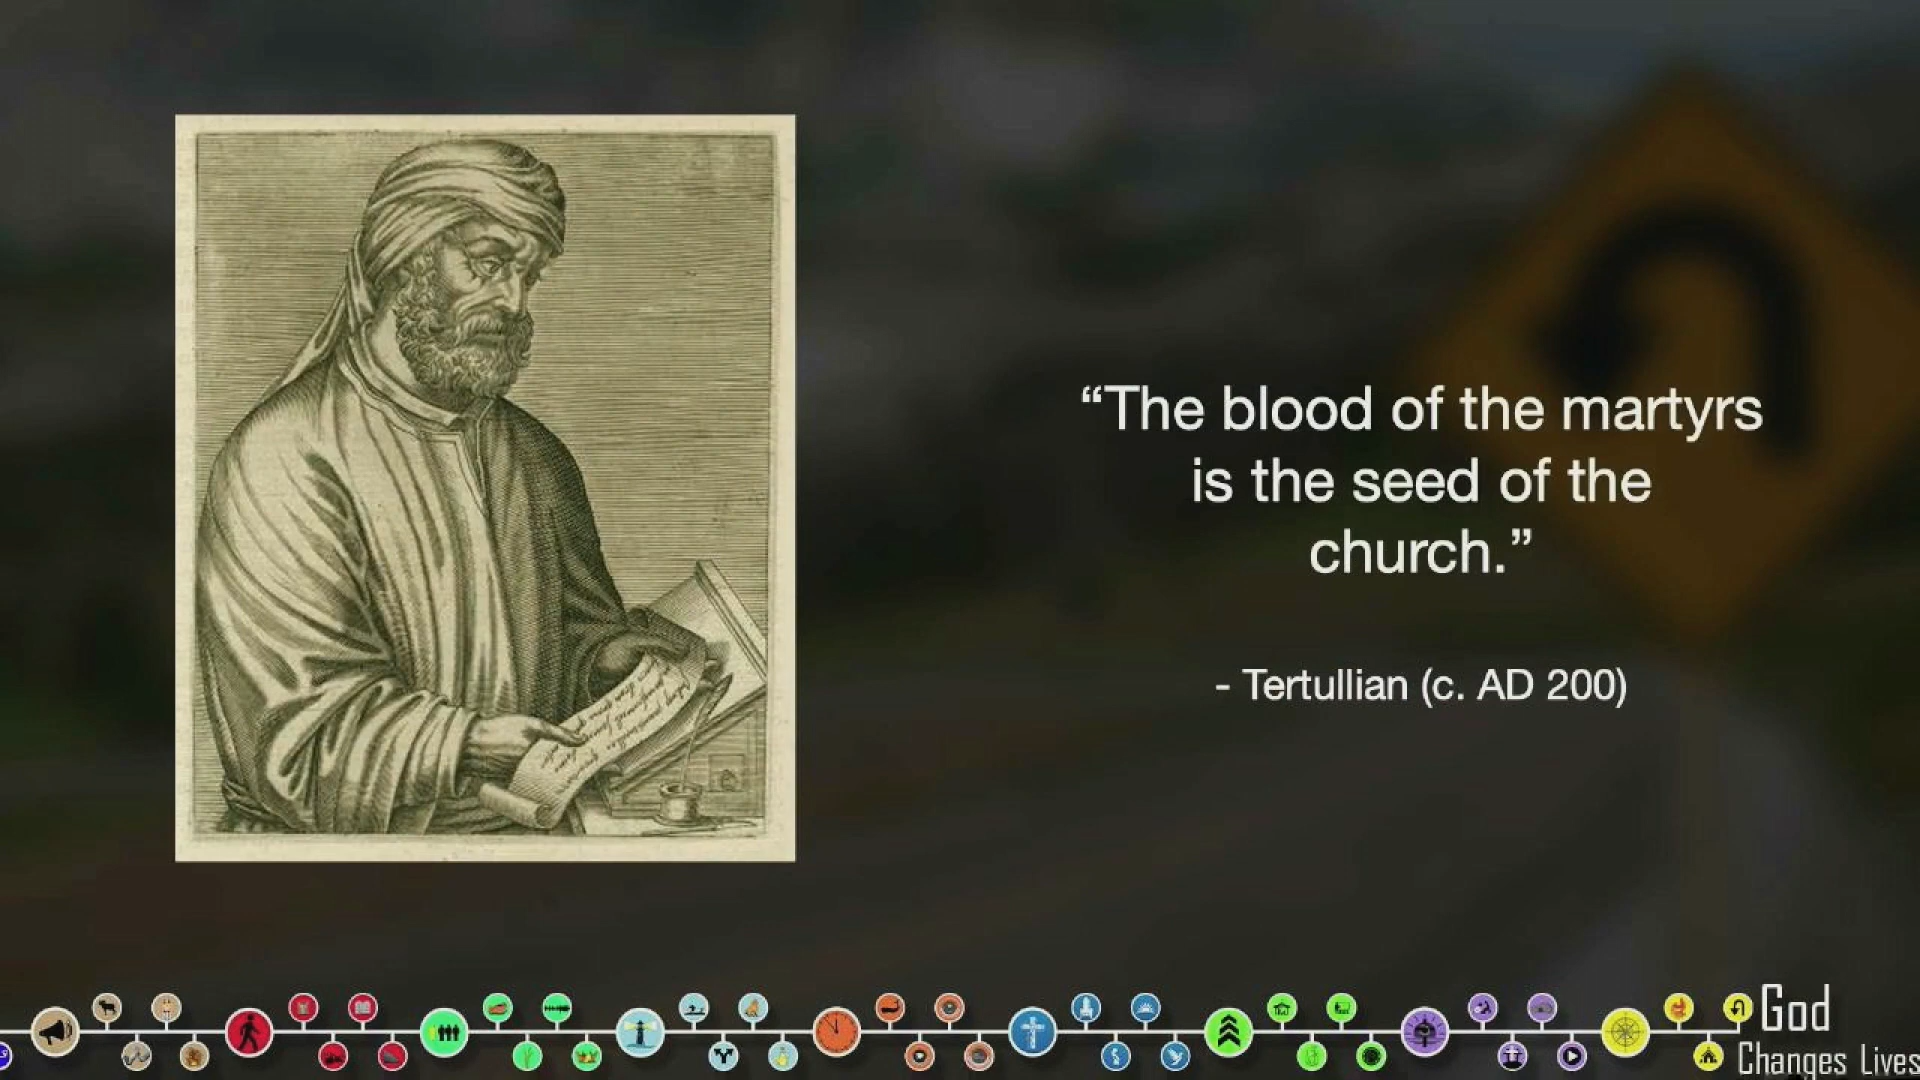 “The blood of the martyrs
is the seed of the
church.”
- Tertullian (c. AD 200)
God
Changes Lives